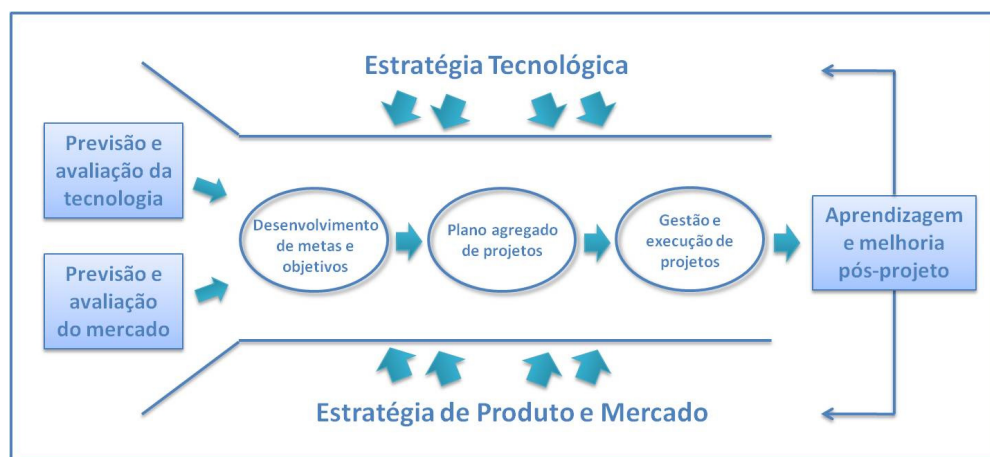 Estratégia Tecnológica
Previsão e
avaliação da
tecnologia
Previsão e
avaliação
do mercado
Desenvolvimento
de metas e
objetivos
Plano agregado
de projetos
Gestão e
execução de
projetos
Aprendizagem
e melhoria
pós-projeto
Estratégia de Produto e Mercado